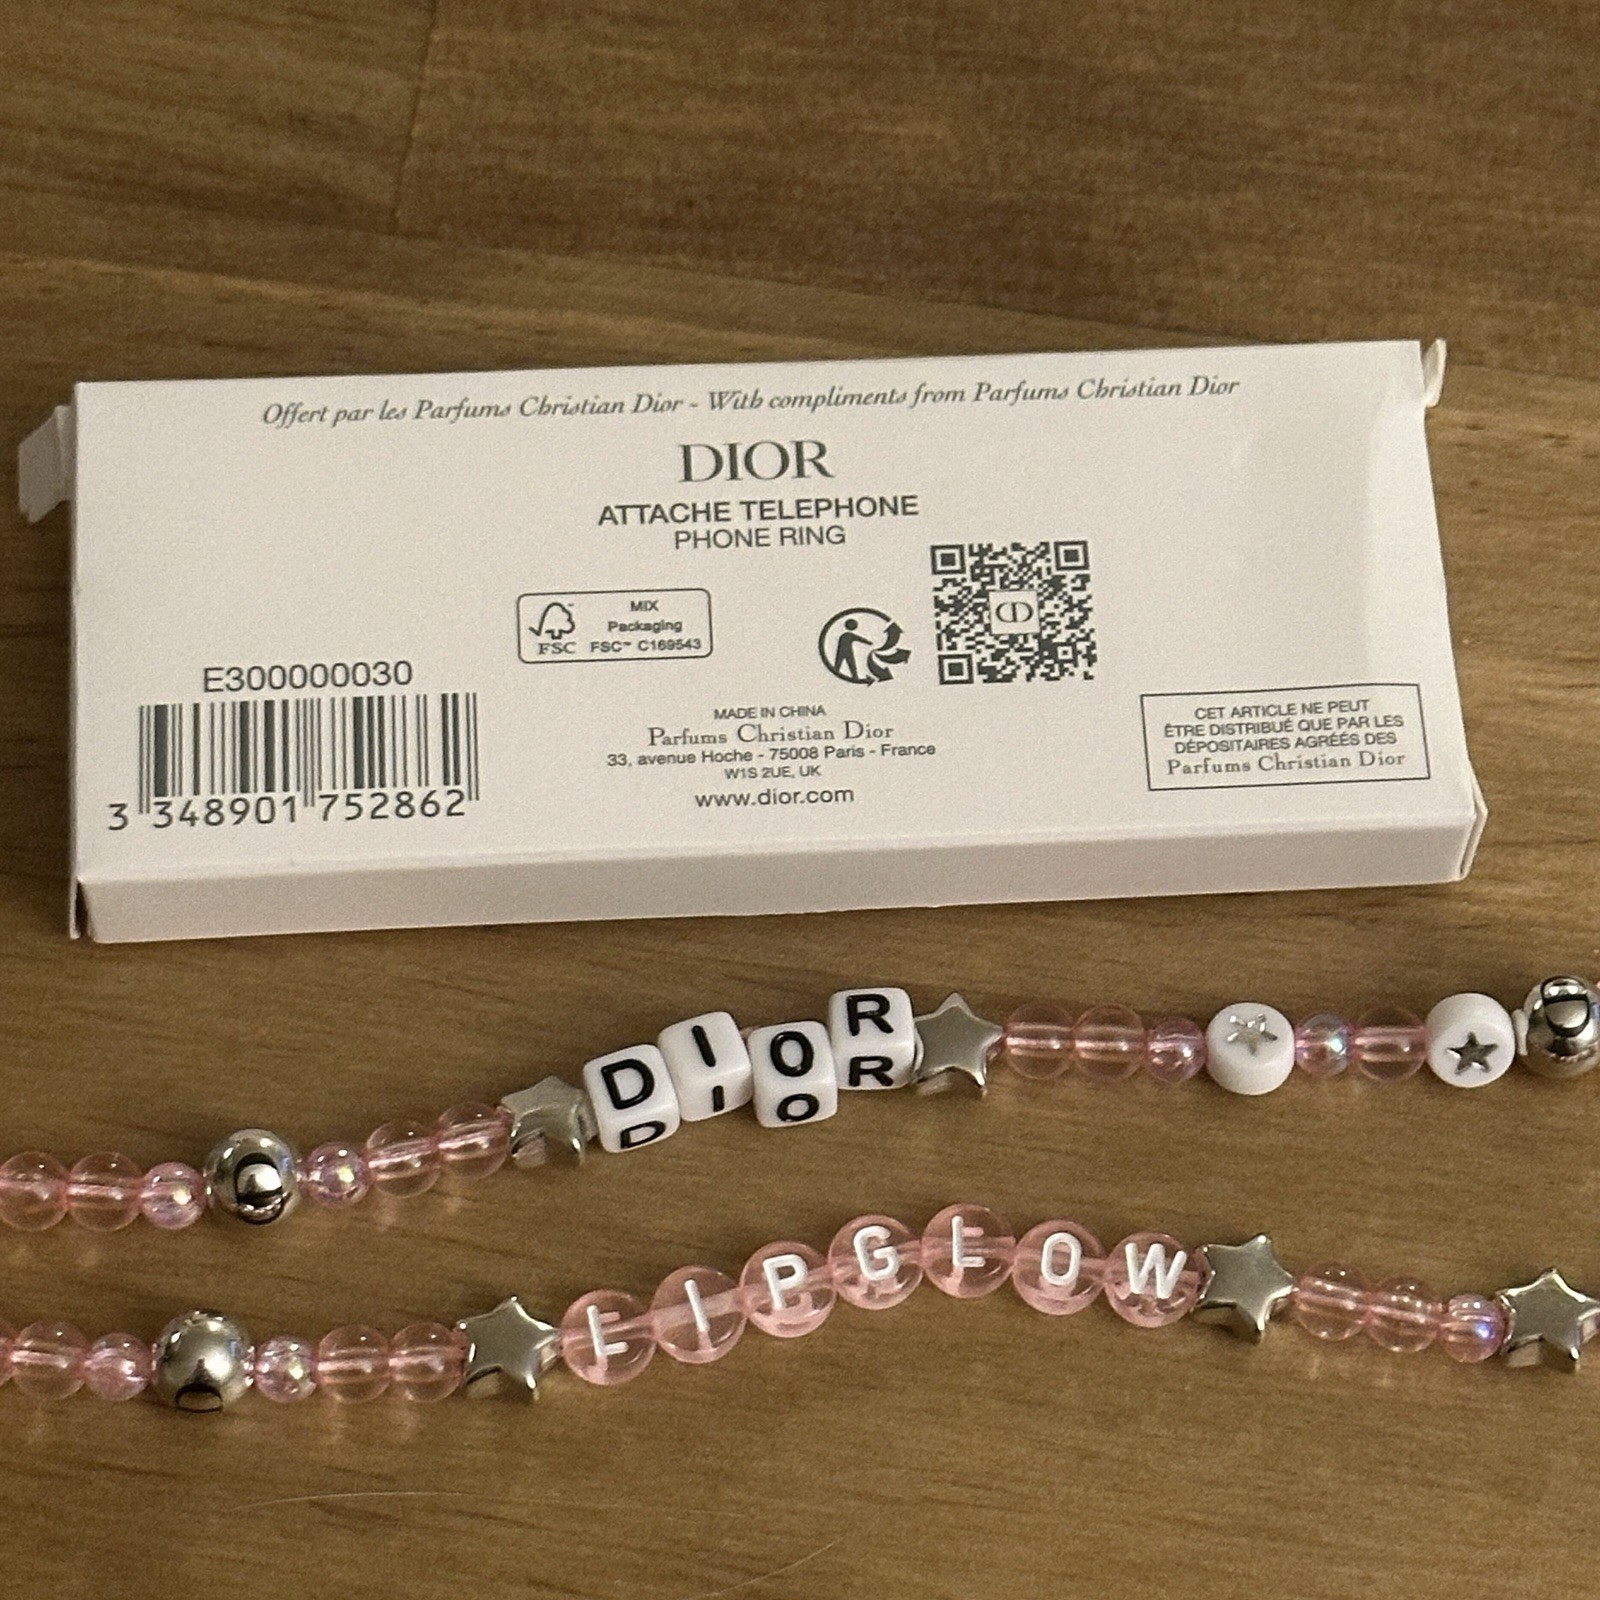 Offert par les Parfums Christian Dior - With compliments from Parfums Christian Dior
DIOR
ATTACHE TELEPHONE
PHONE RING
MIX
Packaging
FSC FSC™ C169543
E300000030
3 348901 752862
MADE IN CHINA
Parfums Christian Dior
33, avenue Hoche - 75008 Paris - France
W1S 2UE, UK
www.dior.com
CET ARTICLE NE PEUT
ÊTRE DISTRIBUÉ QUE PAR LES
DÉPOSITAIRES AGRÉÉS DES
Parfums Christian Dior
DIOR
DIOR
LIPGLOW